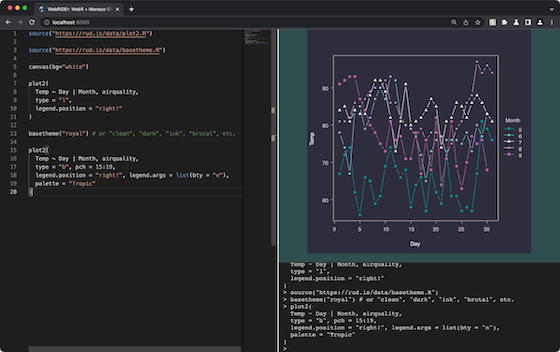 WebRIDEr: WebR + Monaco ID
localhost:8080
1 source("https://rud.is/data/plot2.R")
2
3 source("https://rud.is/data/basetheme.R")
4
5 canvas(bg="white")
6
7 plot2(
8 Temp ~ Day | Month, airquality,
9 type = "l",
10 legend.position = "right!"
11 )
12
13 basetheme("royal") # or "clean", "dark", "ink", "brutal", etc.
14
15 plot2(
16 Temp ~ Day | Month, airquality,
17 type = "b", pch = 15:19,
18 legend.position = "right!", legend.args = list(bty = "n"),
19 palette = "Tropic"
20 )
Temp
90
80
70
60
0 5 10 15 20 25 30
Day
Month
5
6
7
8
9
Temp ~ Day | Month, airquality,
type = "l",
legend.position = "right!"
)
> source("https://rud.is/data/basetheme.R")
> basetheme("royal") # or "clean", "dark", "ink", "brutal", etc.
> plot2(
Temp ~ Day | Month, airquality,
type = "b", pch = 15:19,
legend.position = "right!", legend.args = list(bty = "n"),
palette = "Tropic"
)
>